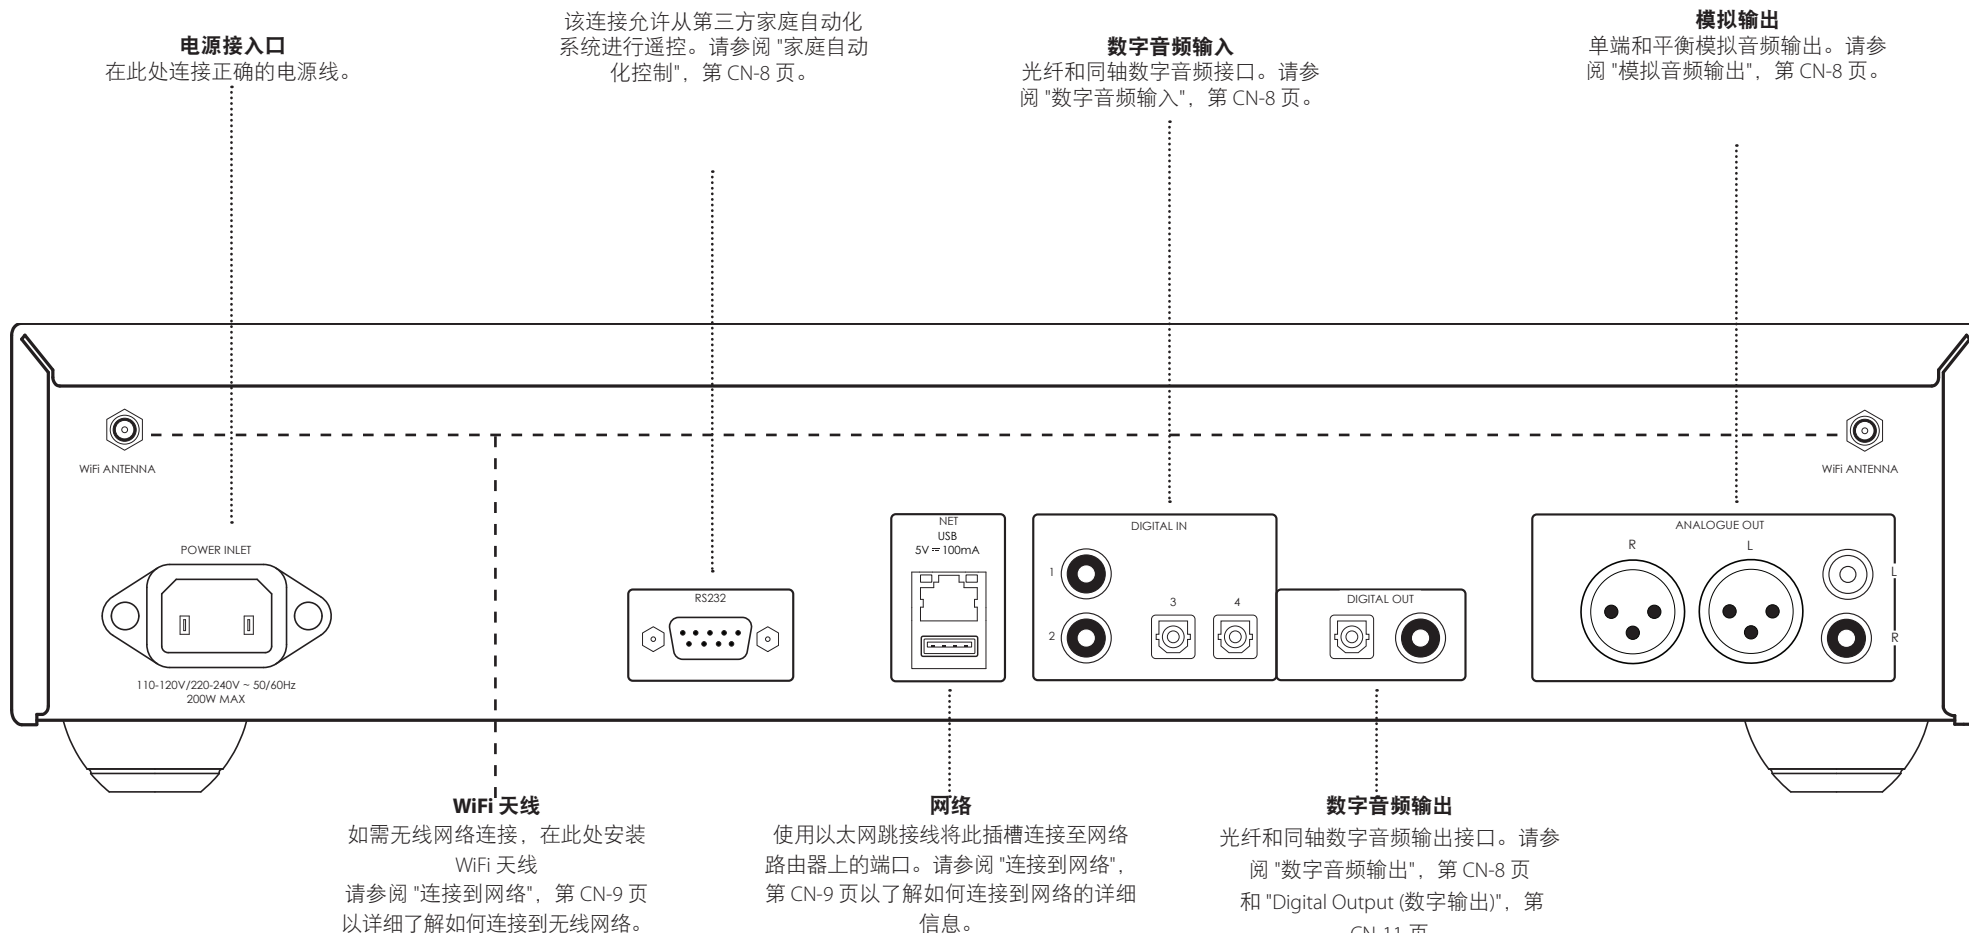 电源接入口
在此处连接正确的电源线。
该连接允许从第三方家庭自动化
系统进行遥控。请参阅 "家庭自动
化控制"，第 CN-8 页。
数字音频输入
光纤和同轴数字音频接口。请参
阅 "数字音频输入"，第 CN-8 页。
模拟输出
单端和平衡模拟音频输出。请参
阅 "模拟音频输出"，第 CN-8 页。
WiFi ANTENNA
WiFi ANTENNA
POWER INLET
110-120V/220-240V ~ 50/60Hz
200W MAX
RS232
NET
USB
5V ⎓ 100mA
DIGITAL IN
1
2
3
4
DIGITAL OUT
ANALOGUE OUT
R
L
L
R
WiFi 天线
如需无线网络连接，在此处安装
WiFi 天线
请参阅 "连接到网络"，第 CN-9 页
以详细了解如何连接到无线网络。
网络
使用以太网跳接线将此插槽连接至网络
路由器上的端口。请参阅 "连接到网络"，
第 CN-9 页以了解如何连接到网络的详细
信息。
数字音频输出
光纤和同轴数字音频输出接口。请参
阅 "数字音频输出"，第 CN-8 页
和 "Digital Output (数字输出)"，第
CN-11 页